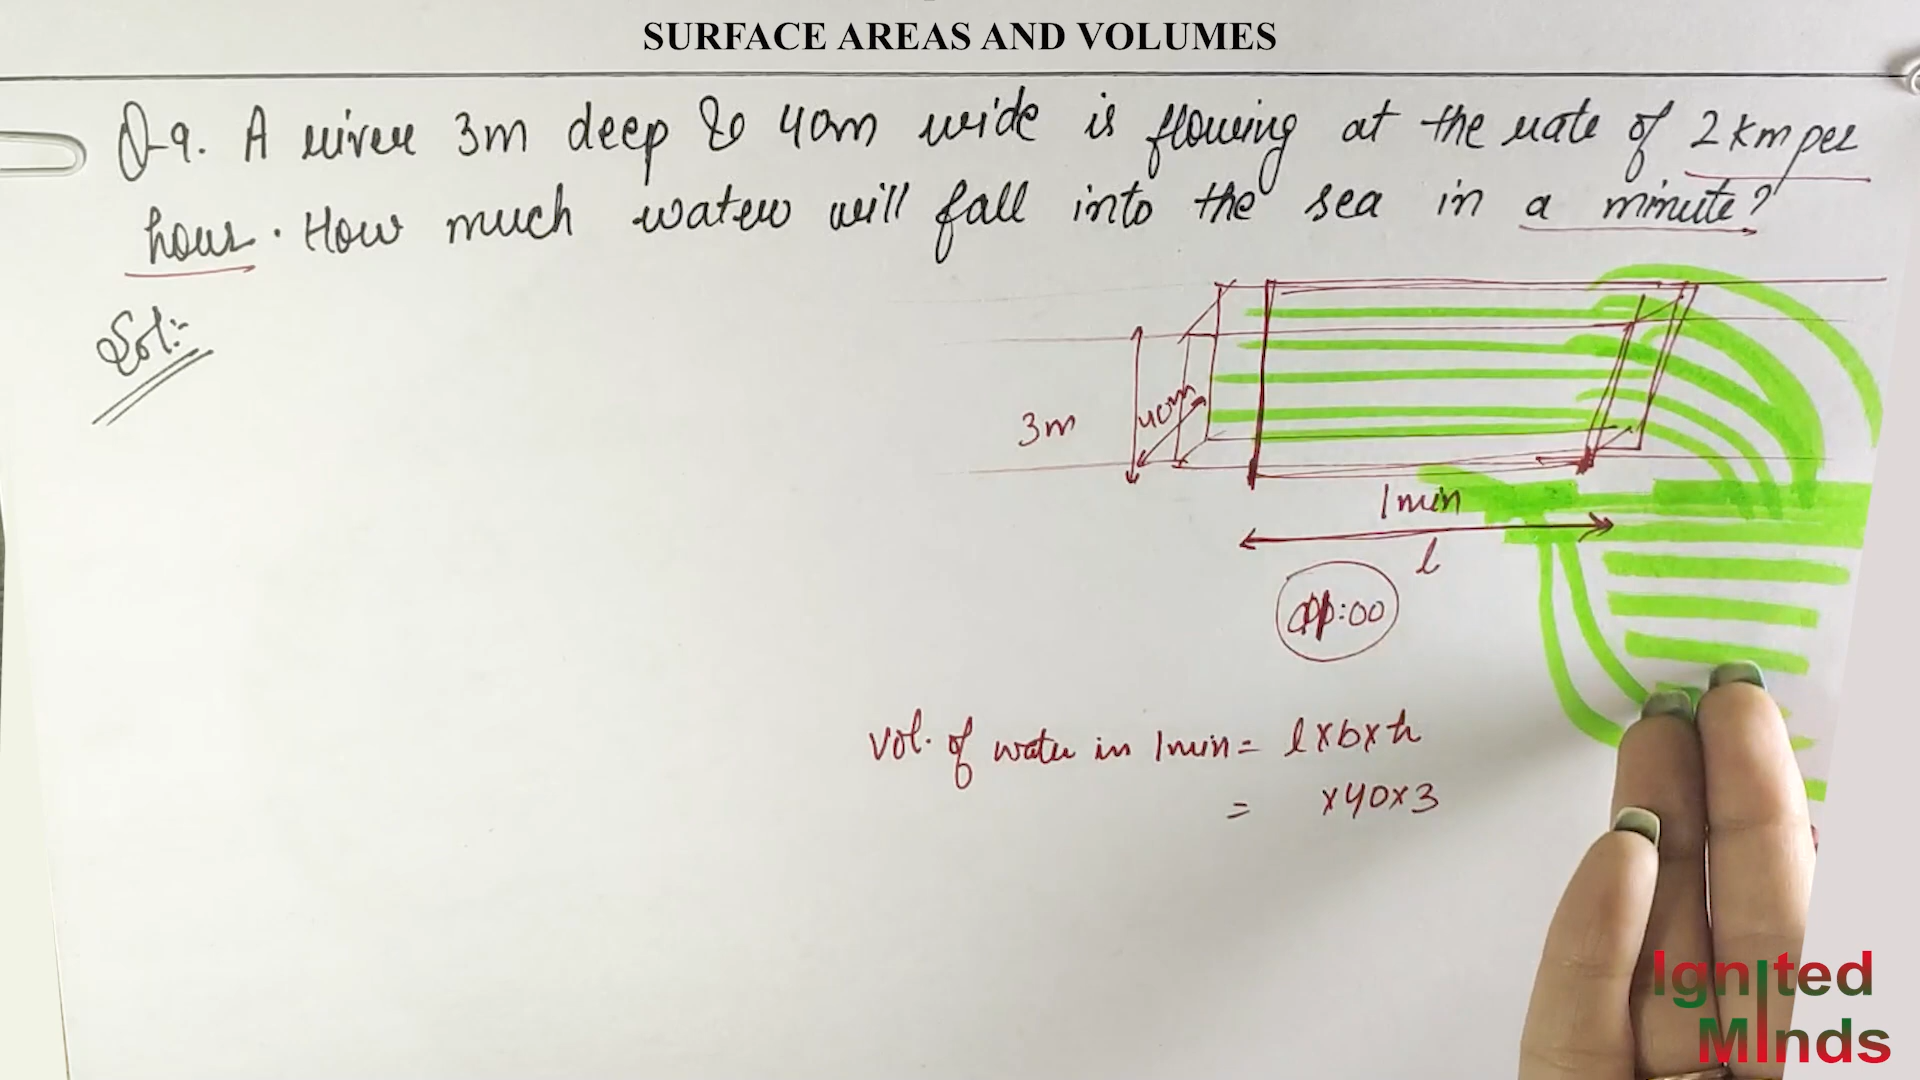 SURFACE AREAS AND VOLUMES
Q-9. A river 3m deep & 40m wide is flowing at the rate of 2km per
hour. How much water will fall into the sea in a minute?
Sol:-
3m
40m
1min
l
:00
Vol. of water in 1min = l×b×h
= ×40×3
Ignited
Minds